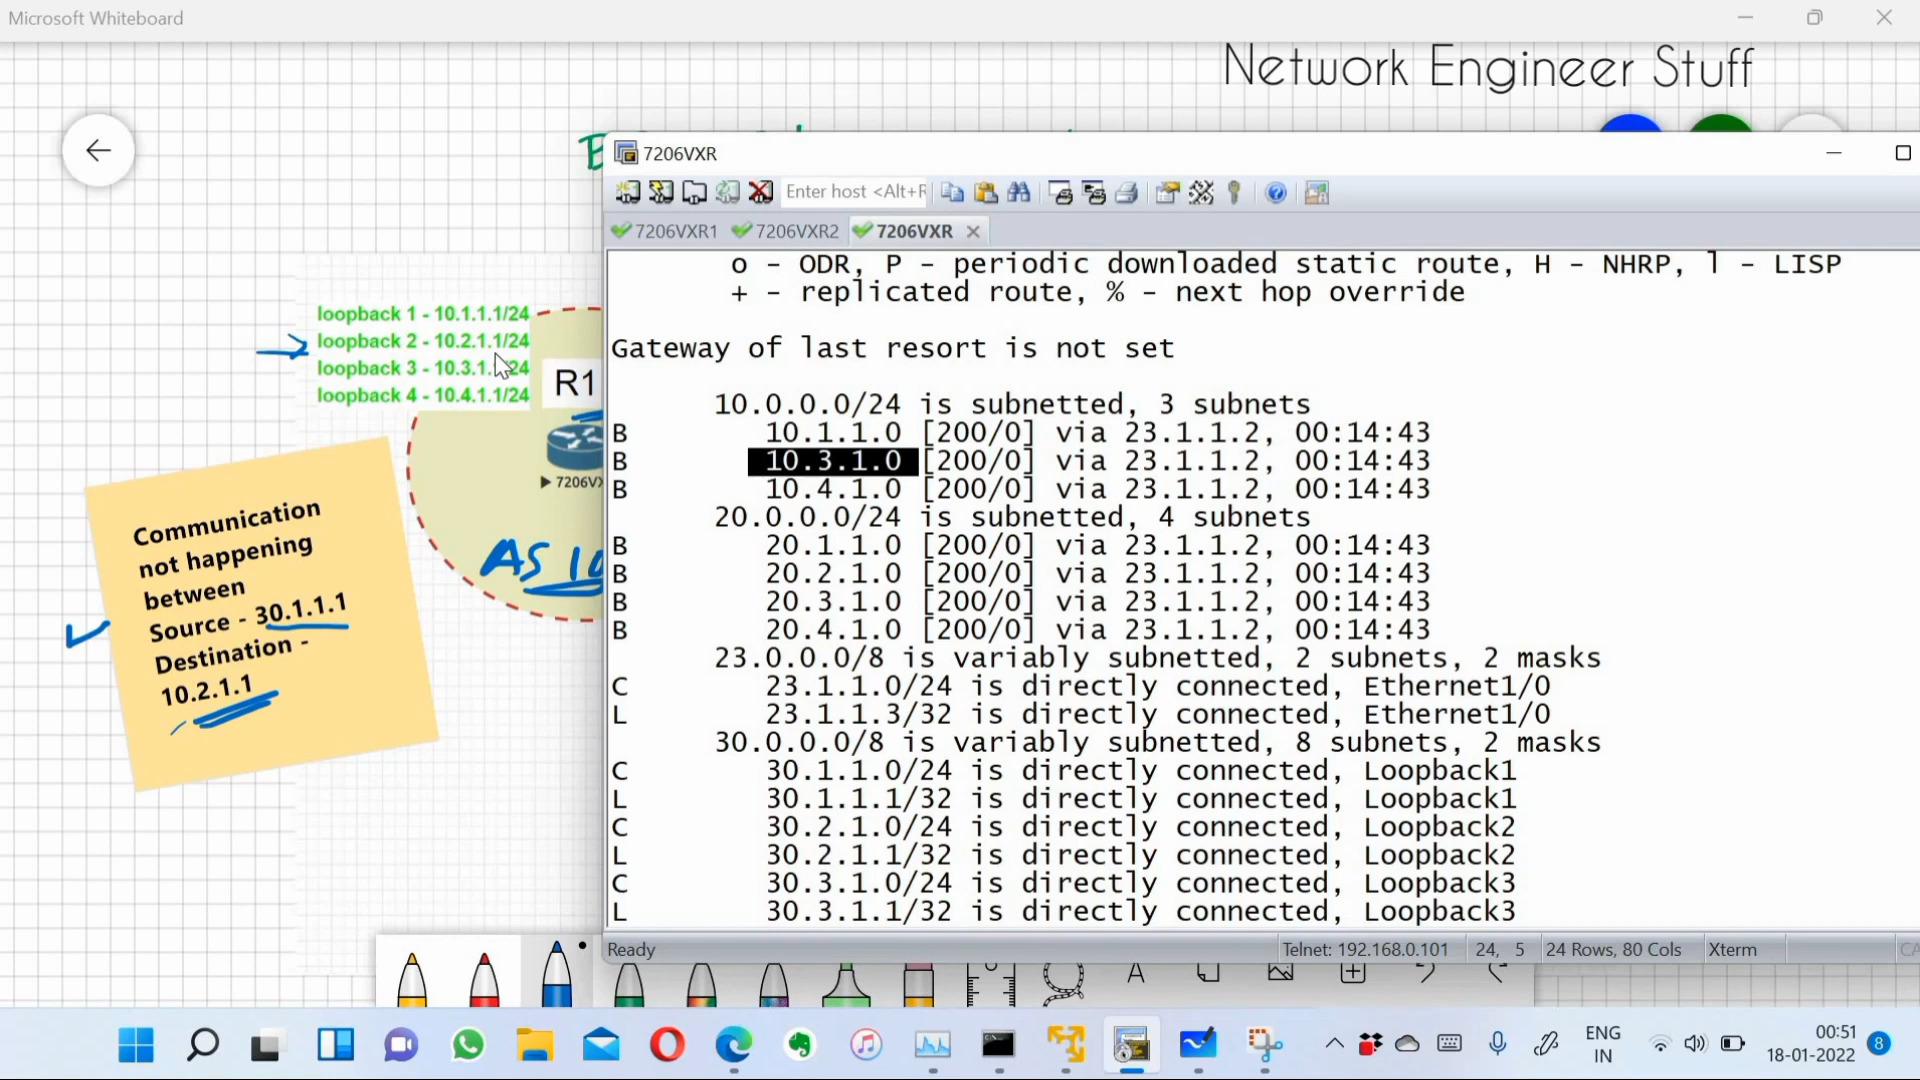 Microsoft Whiteboard
Network Engineer Stuff
7206VXR
Enter host <Alt+R
7206VXR1
7206VXR2
7206VXR
o - ODR, P - periodic downloaded static route, H - NHRP, l - LISP
+ - replicated route, % - next hop override
Gateway of last resort is not set
10.0.0.0/24 is subnetted, 3 subnets
B 10.1.1.0 [200/0] via 23.1.1.2, 00:14:43
B 10.3.1.0 [200/0] via 23.1.1.2, 00:14:43
B 10.4.1.0 [200/0] via 23.1.1.2, 00:14:43
20.0.0.0/24 is subnetted, 4 subnets
B 20.1.1.0 [200/0] via 23.1.1.2, 00:14:43
B 20.2.1.0 [200/0] via 23.1.1.2, 00:14:43
B 20.3.1.0 [200/0] via 23.1.1.2, 00:14:43
B 20.4.1.0 [200/0] via 23.1.1.2, 00:14:43
23.0.0.0/8 is variably subnetted, 2 subnets, 2 masks
C 23.1.1.0/24 is directly connected, Ethernet1/0
L 23.1.1.3/32 is directly connected, Ethernet1/0
30.0.0.0/8 is variably subnetted, 8 subnets, 2 masks
C 30.1.1.0/24 is directly connected, Loopback1
L 30.1.1.1/32 is directly connected, Loopback1
C 30.2.1.0/24 is directly connected, Loopback2
L 30.2.1.1/32 is directly connected, Loopback2
C 30.3.1.0/24 is directly connected, Loopback3
L 30.3.1.1/32 is directly connected, Loopback3
Ready
Telnet: 192.168.0.101
24, 5
24 Rows, 80 Cols
Xterm
loopback 1 - 10.1.1.1/24
loopback 2 - 10.2.1.1/24
loopback 3 - 10.3.1. /24
loopback 4 - 10.4.1.1/24
R1
7206V
AS 10
Communication
not happening
between
Source - 30.1.1.1
Destination -
10.2.1.1
A
ENG
IN
00:51
18-01-2022
8